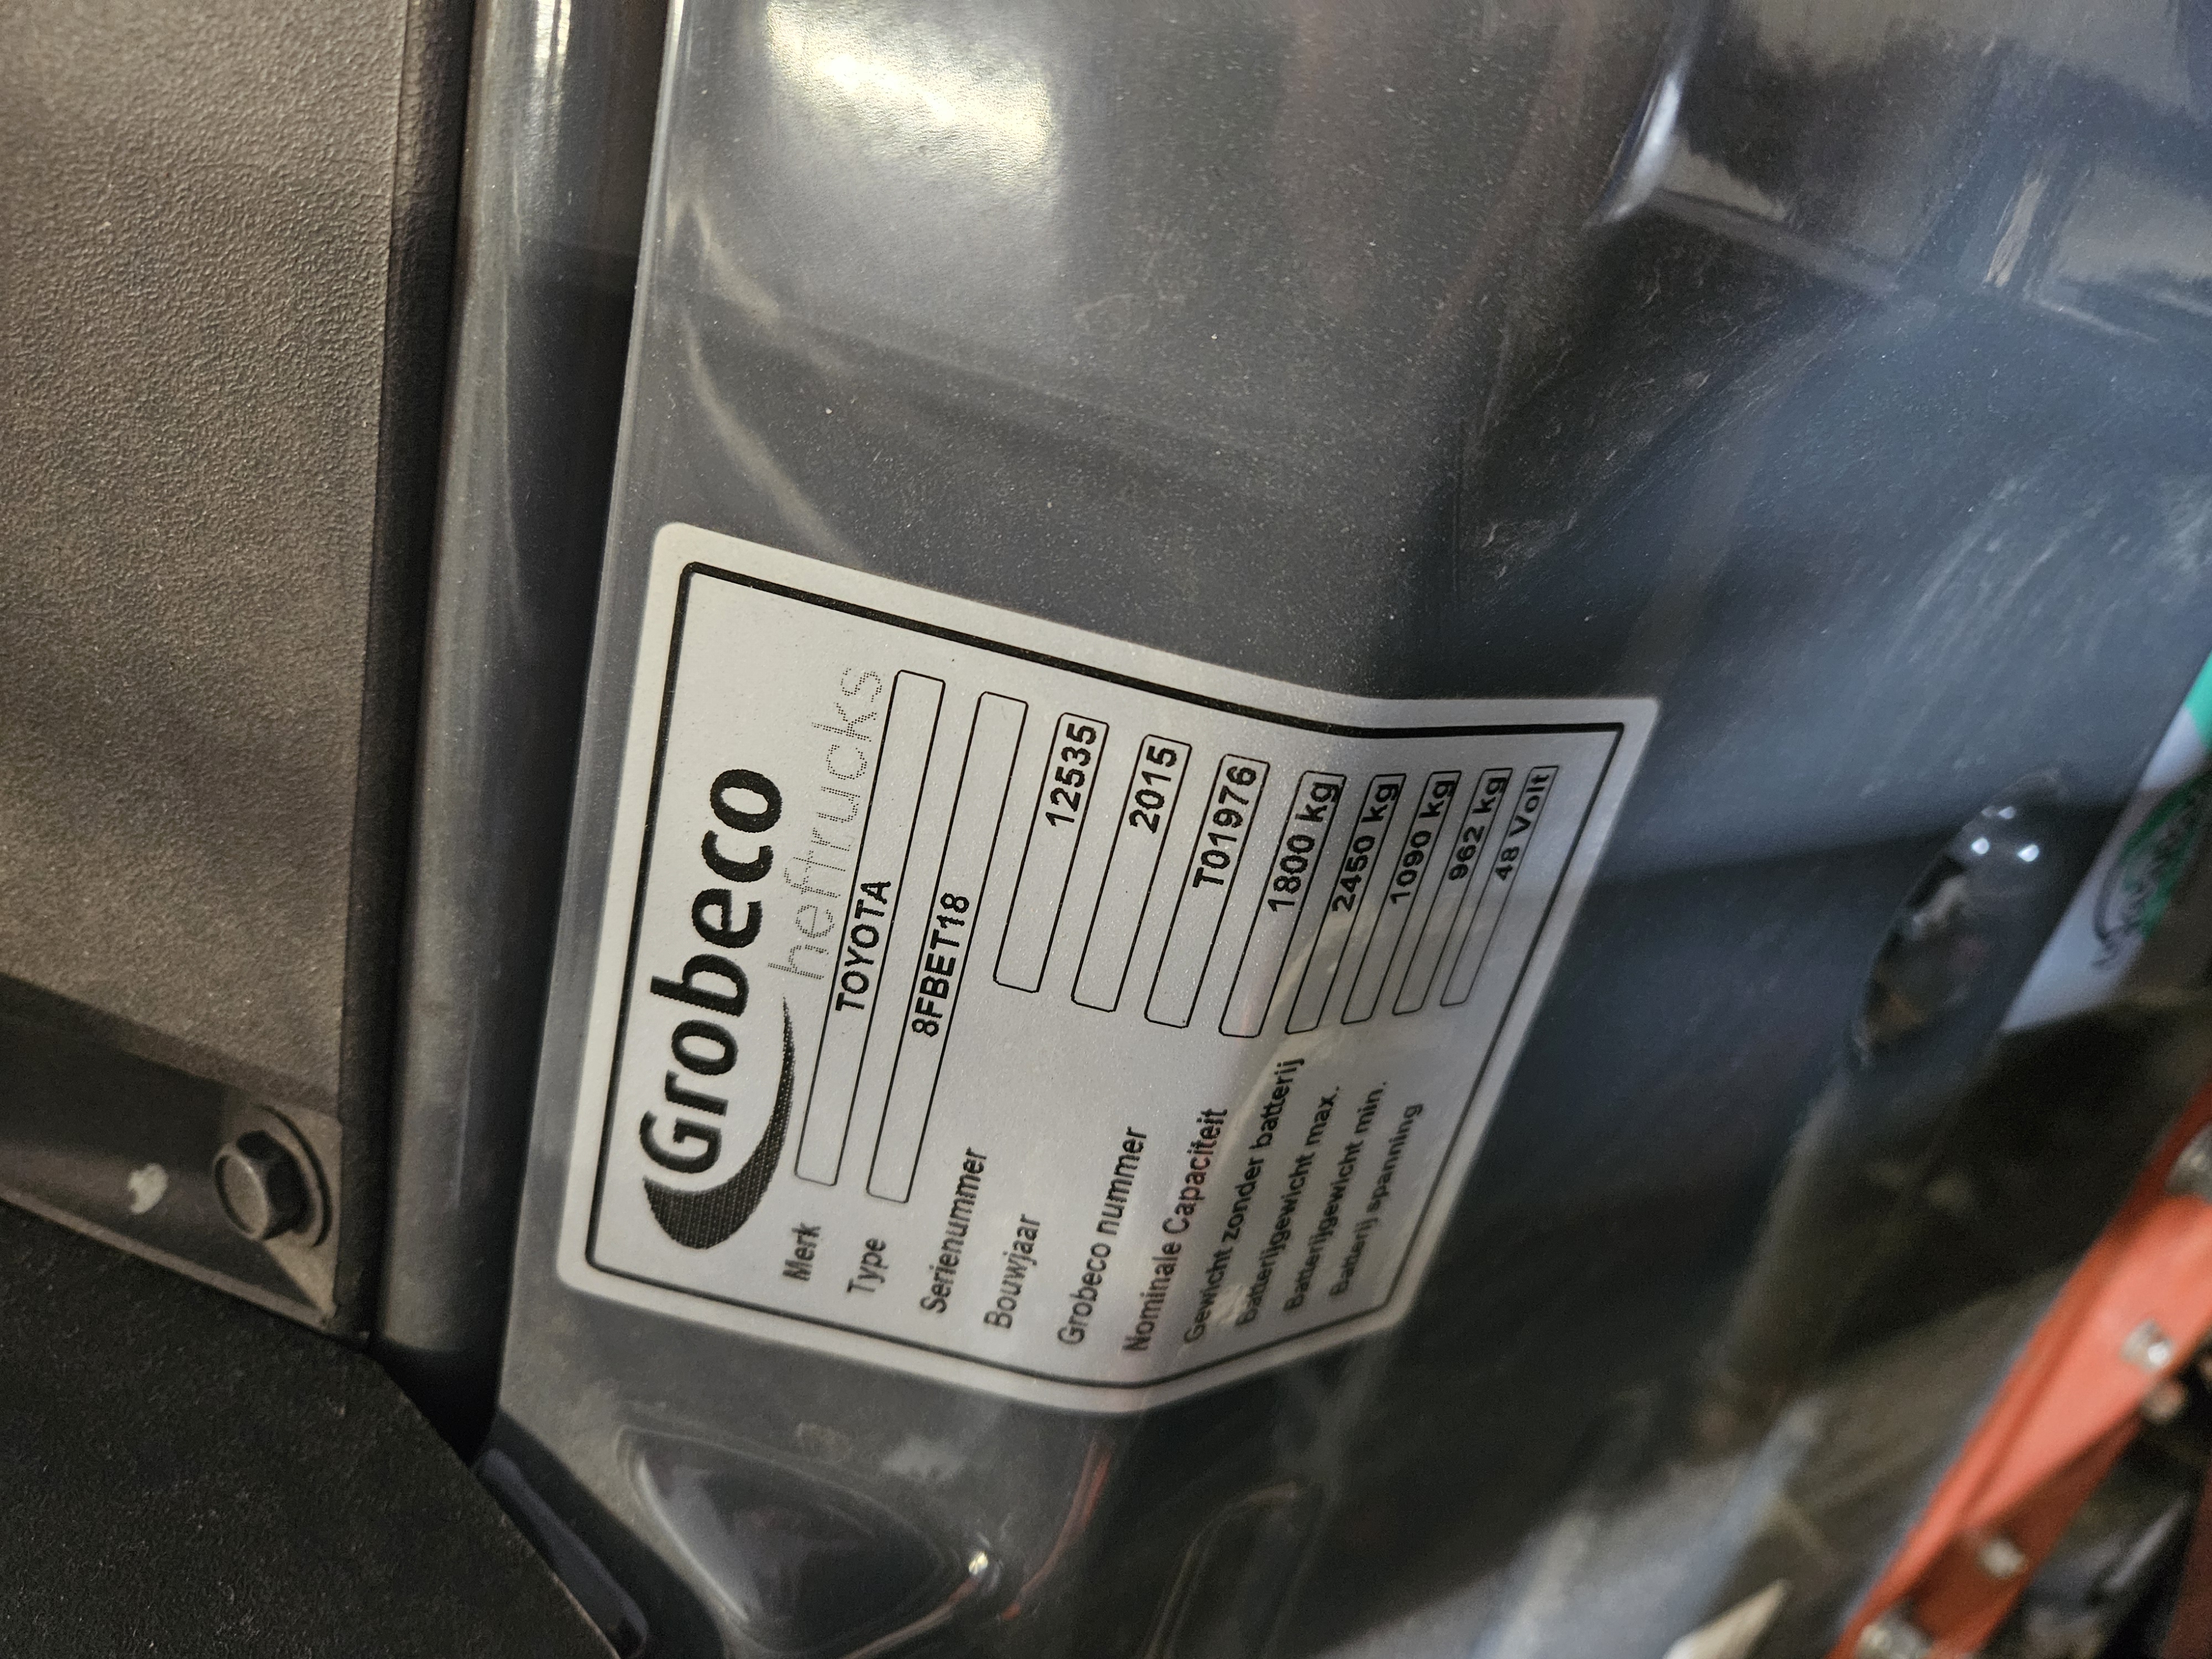 Grobeco
heftrucks
Merk TOYOTA
Type 8FBET18
Serienummer 12535
Bouwjaar 2015
Grobeco nummer T01976
Nominale Capaciteit 1800 kg
Gewicht zonder batterij 2450 kg
Batterijgewicht max. 1090 kg
Batterijgewicht min. 962 kg
Batterij spanning 48 Volt